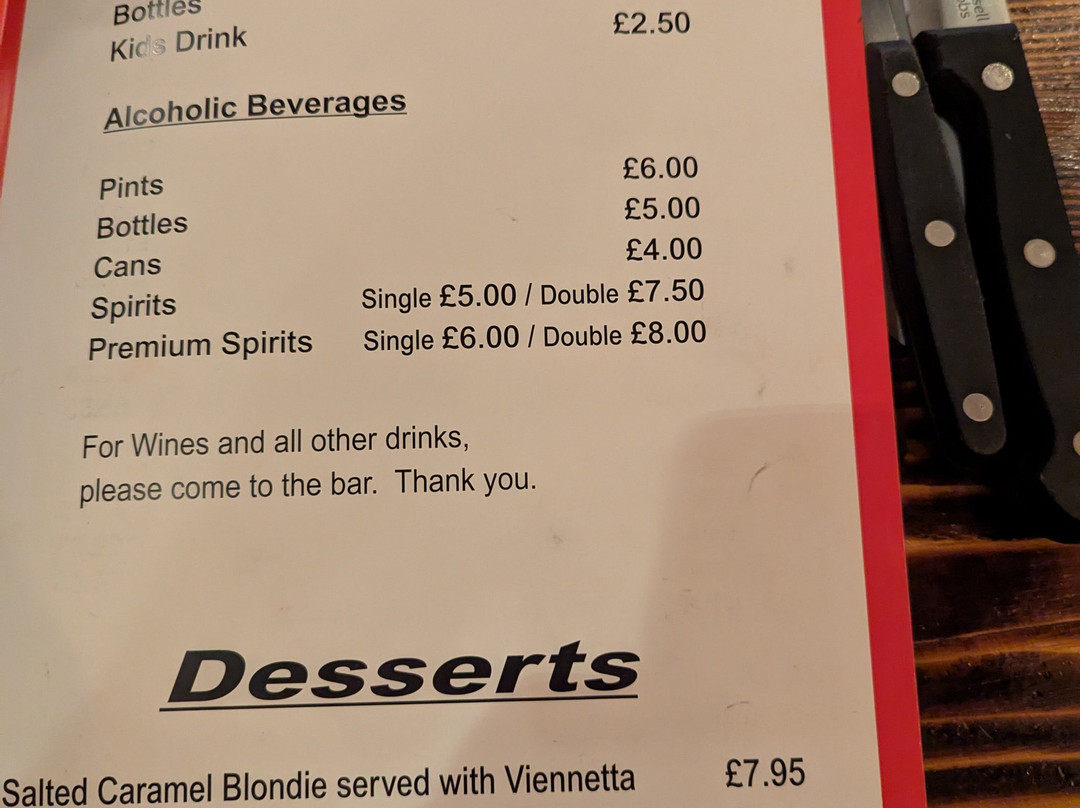 Bottles
Kids Drink £2.50
Alcoholic Beverages
Pints £6.00
Bottles £5.00
Cans £4.00
Spirits Single £5.00 / Double £7.50
Premium Spirits Single £6.00 / Double £8.00
For Wines and all other drinks,
please come to the bar. Thank you.
Desserts
Salted Caramel Blondie served with Viennetta £7.95